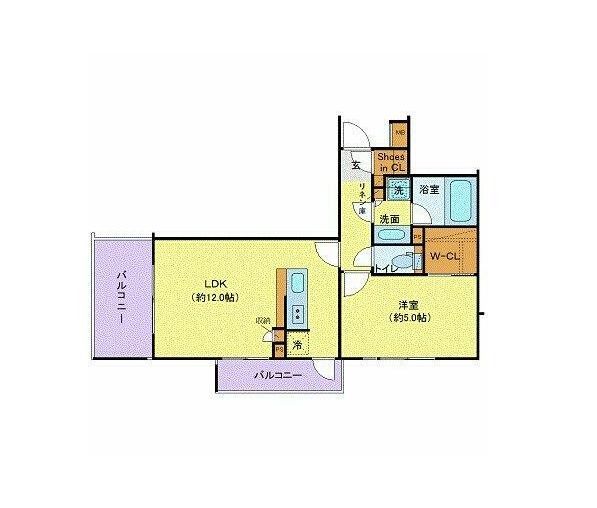 MB
玄
Shoes
in CL
リネン庫
洗
浴室
洗面
PS
トイレ
W-CL
バルコニー
LDK
(約12.0帖)
洋室
(約5.0帖)
収納
冷
PS
バルコニー